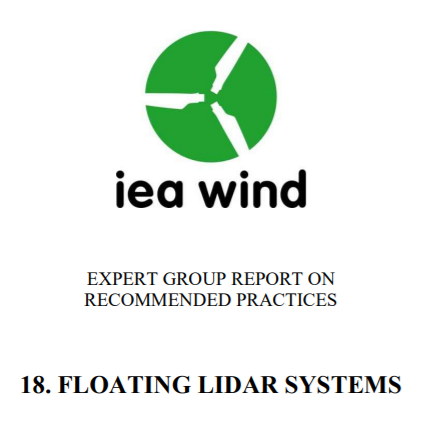 iea wind
EXPERT GROUP REPORT ON
RECOMMENDED PRACTICES
18. FLOATING LIDAR SYSTEMS